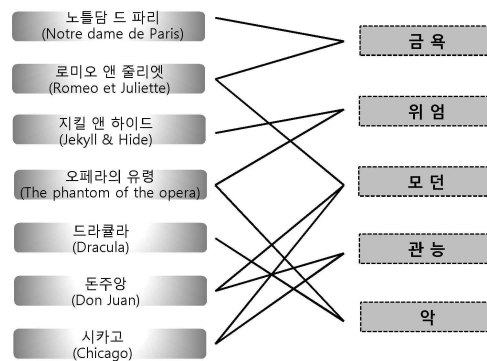 노틀담 드 파리
(Notre dame de Paris)
로미오 앤 줄리엣
(Romeo et Juliette)
지킬 앤 하이드
(Jekyll & Hide)
오페라의 유령
(The phantom of the opera)
드라큘라
(Dracula)
돈주앙
(Don Juan)
시카고
(Chicago)
금 욕
위 엄
모 던
관 능
악